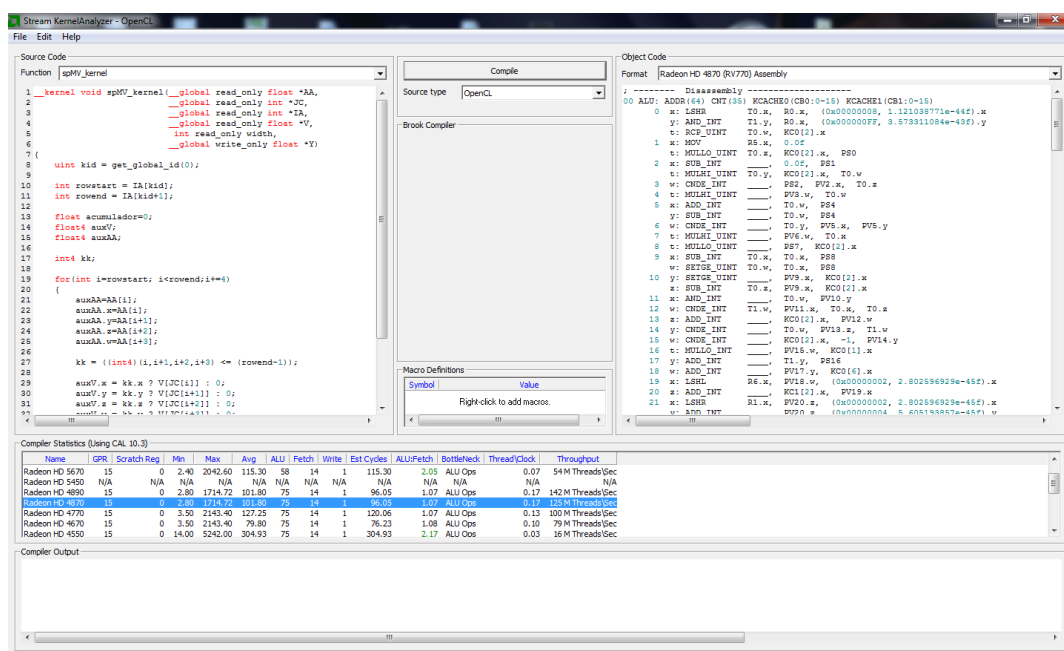 Stream KernelAnalyzer - OpenCL
File Edit Help
Source Code
Function spMV_kernel
1 __kernel void spMV_kernel(__global read_only float *AA,
2 __global read_only int *JC,
3 __global read_only int *IA,
4 __global read_only float *V,
5 int read_only width,
6 __global write_only float *Y)
7 {
8 uint kid = get_global_id(0);
9
10 int rowstart = IA[kid];
11 int rowend = IA[kid+1];
12
13 float acumulador=0;
14 float4 auxV;
15 float4 auxAA;
16
17 int4 kk;
18
19 for(int i=rowstart; i<rowend;i+=4)
20 {
21 auxAA=AA[i];
22 auxAA.x=AA[i];
23 auxAA.y=AA[i+1];
24 auxAA.z=AA[i+2];
25 auxAA.w=AA[i+3];
26
27 kk = ((int4)(i,i+1,i+2,i+3) <= (rowend-1));
28
29 auxV.x = kk.x ? V[JC[i]] : 0;
30 auxV.y = kk.y ? V[JC[i+1]] : 0;
31 auxV.z = kk.z ? V[JC[i+2]] : 0;
Compile
Source type OpenCL
Brook Compiler
Macro Definitions
Symbol Value
Right-click to add macros.
Object Code
Format Radeon HD 4870 (RV770) Assembly
; -------- Disassembly --------------------
00 ALU: ADDR(64) CNT(35) KCACHE0(CB0:0-15) KCACHE1(CB1:0-15)
0 x: LSHR T0.x, R0.x, (0x00000008, 1.121038771e-44f).x
y: AND_INT T1.y, R0.x, (0x000000FF, 3.573311084e-43f).y
t: RCP_UINT T0.w, KC0[2].x
1 x: MOV R5.x, 0.0f
t: MULLO_UINT T0.z, KC0[2].x, PS0
2 x: SUB_INT ____, 0.0f, PS1
t: MULHI_UINT T0.y, KC0[2].x, T0.w
3 w: CNDE_INT ____, PS2, PV2.x, T0.z
4 t: MULHI_UINT ____, PV3.w, T0.w
5 x: ADD_INT ____, T0.w, PS4
y: SUB_INT ____, T0.w, PS4
6 w: CNDE_INT ____, T0.y, PV5.x, PV5.y
7 t: MULHI_UINT ____, PV6.w, T0.x
8 t: MULLO_UINT ____, PS7, KC0[2].x
9 x: SUB_INT T0.x, T0.x, PS8
w: SETGE_UINT T0.w, T0.x, PS8
10 y: SETGE_UINT ____, PV9.x, KC0[2].x
z: SUB_INT T0.z, PV9.x, KC0[2].x
11 x: AND_INT ____, T0.w, PV10.y
12 w: CNDE_INT T1.w, PV11.x, T0.x, T0.z
13 z: ADD_INT ____, KC0[2].x, PV12.w
14 y: CNDE_INT ____, T0.w, PV13.z, T1.w
15 w: CNDE_INT ____, KC0[2].x, -1, PV14.y
16 t: MULLO_INT ____, PV15.w, KC0[1].x
17 y: ADD_INT ____, T1.y, PS16
18 w: ADD_INT ____, PV17.y, KC0[6].x
19 x: LSHL R6.x, PV18.w, (0x00000002, 2.802596929e-45f).x
20 z: ADD_INT ____, KC1[2].x, PV19.x
21 x: LSHR R1.x, PV20.z, (0x00000002, 2.802596929e-45f).x
y: ADD_INT ____, PV20.z, (0x00000004, 5.605193857e-45f).y
Compiler Statistics (Using CAL 10.3)
Name GPR Scratch Reg Min Max Avg ALU Fetch Write Est Cycles ALU:Fetch BottleNeck Thread\Clock Throughput
Radeon HD 5670 15 0 2.40 2042.60 115.30 58 14 1 115.30 2.05 ALU Ops 0.07 54 M Threads\Sec
Radeon HD 5450 N/A N/A N/A N/A N/A N/A N/A N/A N/A N/A N/A N/A N/A
Radeon HD 4890 15 0 2.80 1714.72 101.80 75 14 1 96.05 1.07 ALU Ops 0.17 142 M Threads\Sec
Radeon HD 4870 15 0 2.80 1714.72 101.80 75 14 1 96.05 1.07 ALU Ops 0.17 125 M Threads\Sec
Radeon HD 4770 15 0 3.50 2143.40 127.25 75 14 1 120.06 1.07 ALU Ops 0.13 100 M Threads\Sec
Radeon HD 4670 15 0 3.50 2143.40 79.80 75 14 1 76.23 1.08 ALU Ops 0.10 79 M Threads\Sec
Radeon HD 4550 15 0 14.00 5242.00 304.93 75 14 1 304.93 2.17 ALU Ops 0.03 16 M Threads\Sec
Compiler Output